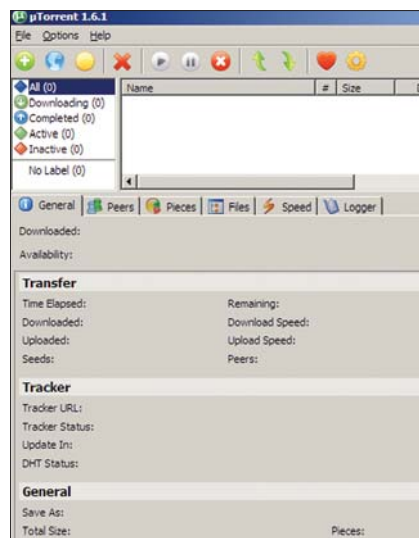 µTorrent 1.6.1
File Options Help
All (0)
Downloading (0)
Completed (0)
Active (0)
Inactive (0)
No Label (0)
Name # Size D
General Peers Pieces Files Speed Logger
Downloaded:
Availability:
Transfer
Time Elapsed: Remaining:
Downloaded: Download Speed:
Uploaded: Upload Speed:
Seeds: Peers:
Tracker
Tracker URL:
Tracker Status:
Update In:
DHT Status:
General
Save As:
Total Size: Pieces: